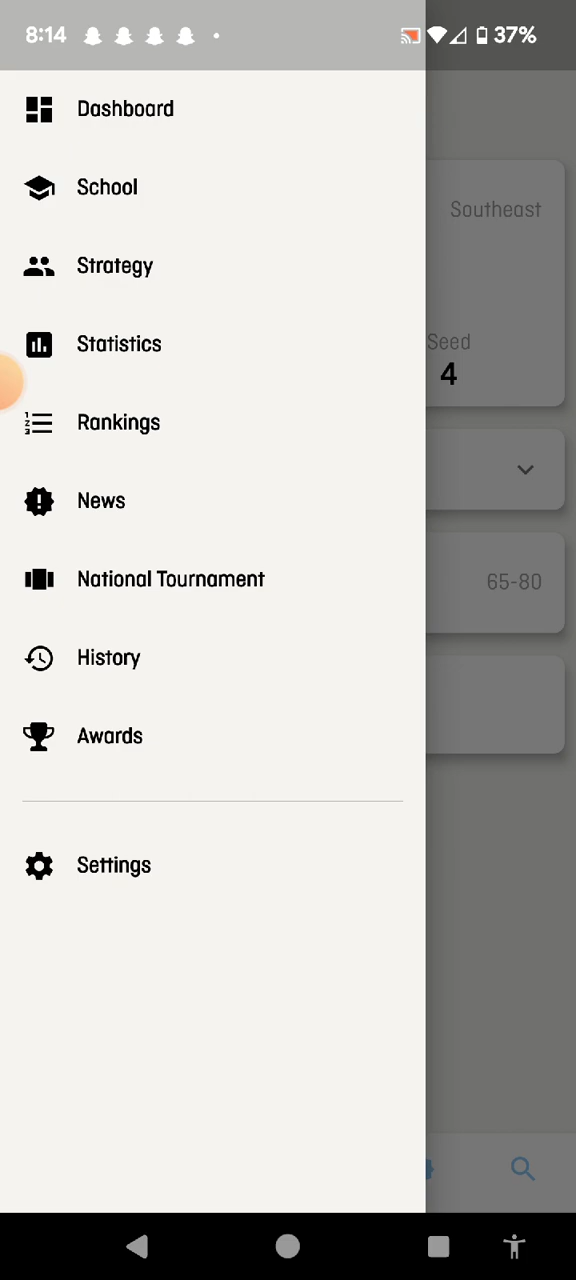 8:14 37%
Dashboard
School
Southeast
Strategy
Statistics
Seed
4
Rankings
News
National Tournament
65-80
History
Awards
Settings